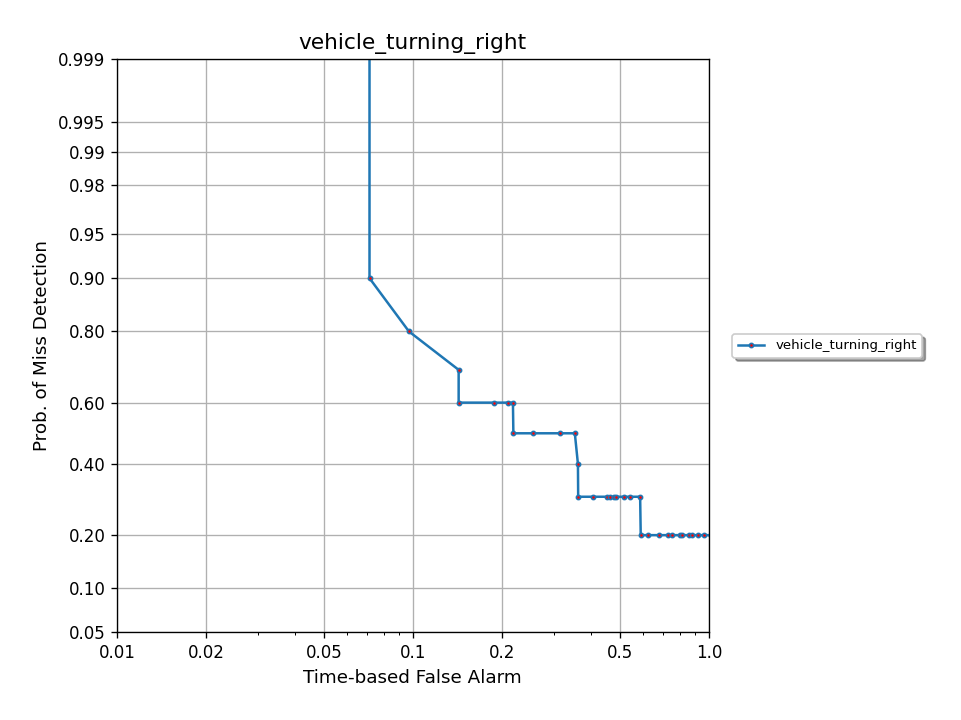 vehicle_turning_right
0.999
0.995
0.99
0.98
0.95
0.90
0.80
0.60
0.40
0.20
0.10
0.05
Prob. of Miss Detection
0.01 0.02 0.05 0.1 0.2 0.5 1.0
Time-based False Alarm
vehicle_turning_right